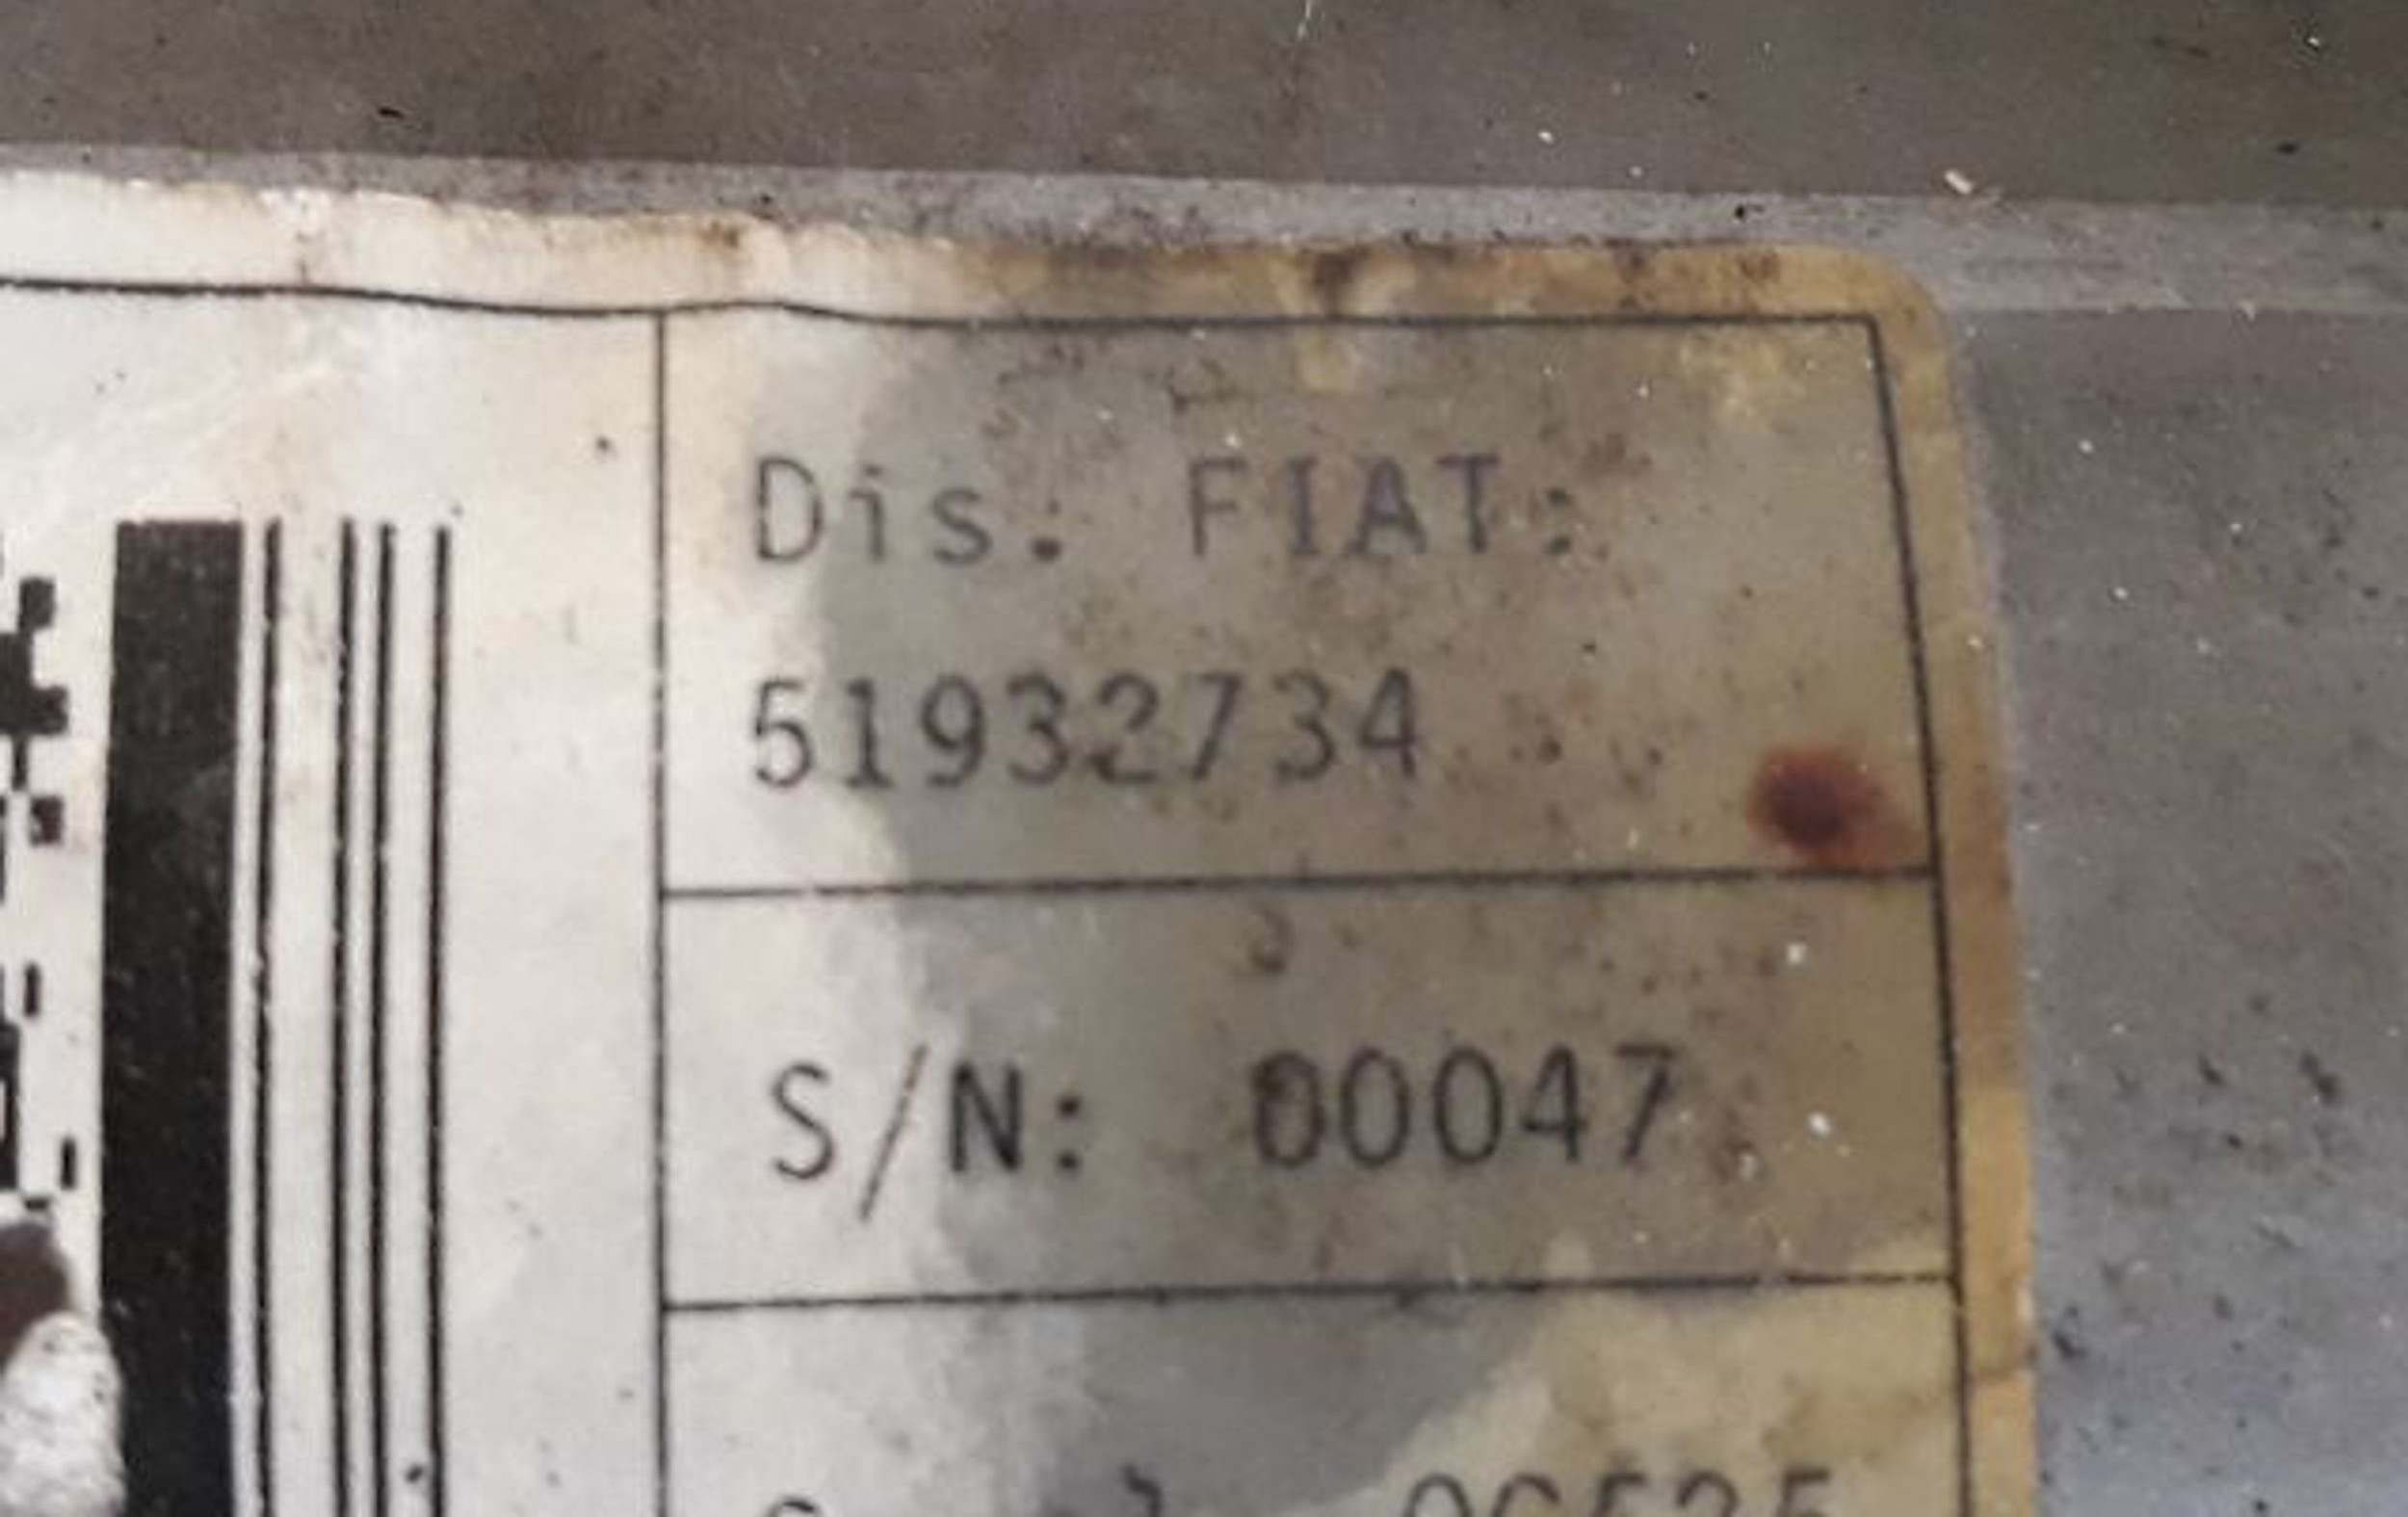 Dis. FIAT:
51932734
S/N: 00047